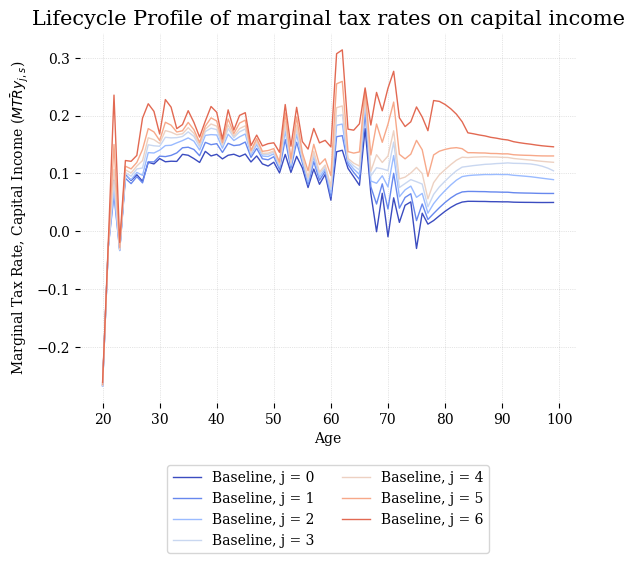 Lifecycle Profile of marginal tax rates on capital income
Marginal Tax Rate, Capital Income (MT̄Ry_{j,s})
0.3
0.2
0.1
0.0
−0.1
−0.2
20 30 40 50 60 70 80 90 100
Age
Baseline, j = 0
Baseline, j = 1
Baseline, j = 2
Baseline, j = 3
Baseline, j = 4
Baseline, j = 5
Baseline, j = 6